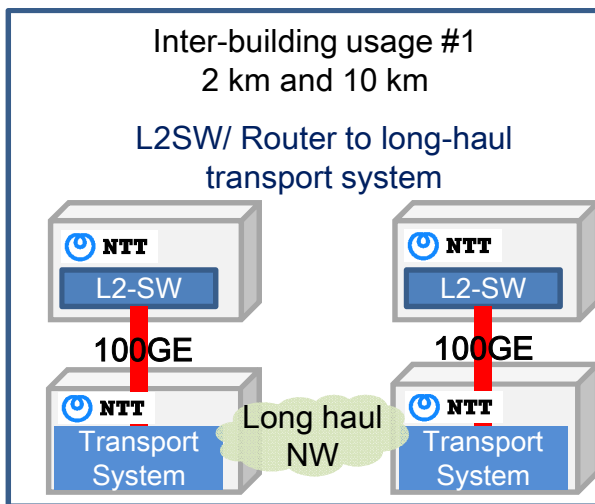 Inter-building usage #1
2 km and 10 km
L2SW/ Router to long-haul
transport system
NTT
L2-SW
NTT
L2-SW
100GE
100GE
NTT
Transport
System
Long haul
NW
NTT
Transport
System